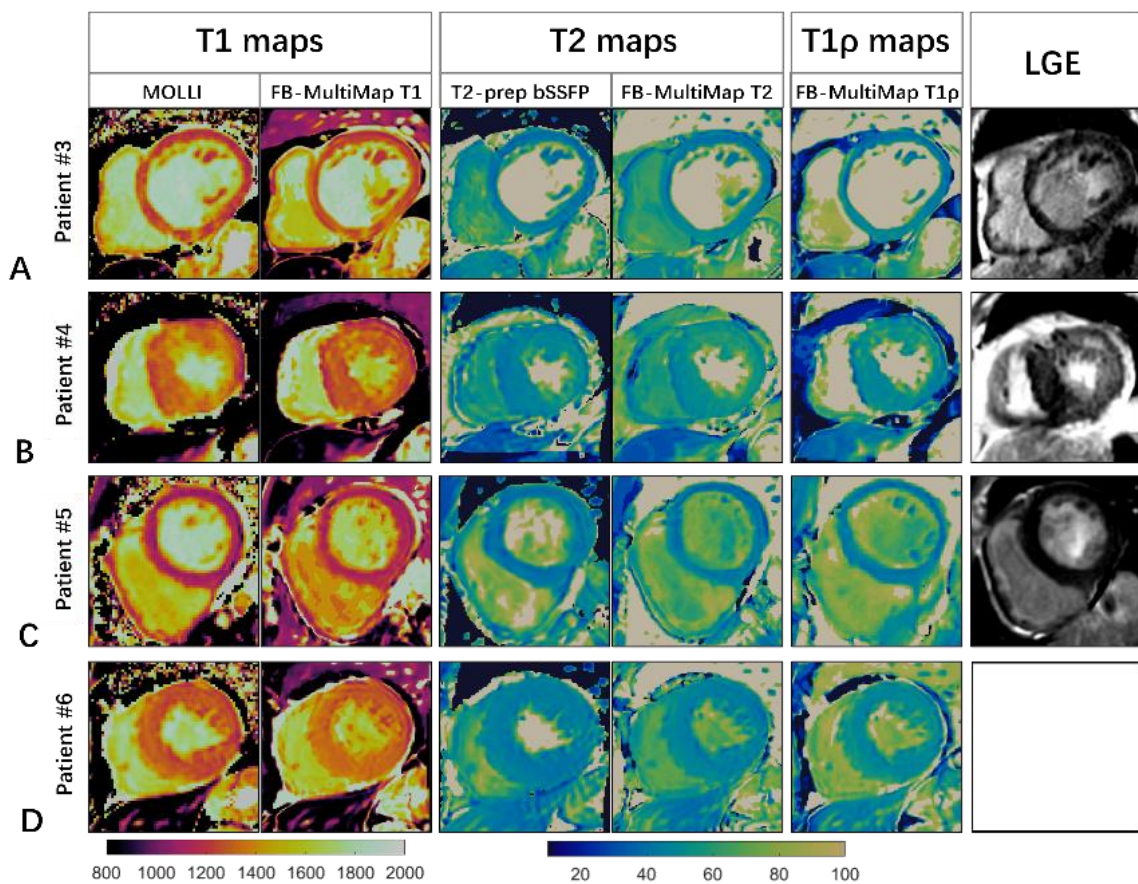 T1 maps
T2 maps
T1ρ maps
LGE
MOLLI
FB-MultiMap T1
T2-prep bSSFP
FB-MultiMap T2
FB-MultiMap T1ρ
Patient #3
A
Patient #4
B
Patient #5
C
Patient #6
D
800 1000 1200 1400 1600 1800 2000
20 40 60 80 100